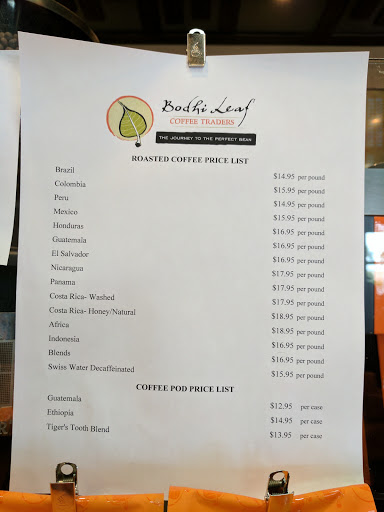 Bodhi Leaf
COFFEE TRADERS
THE JOURNEY TO THE PERFECT BEAN
ROASTED COFFEE PRICE LIST
Brazil $14.95 per pound
Colombia $15.95 per pound
Peru $14.95 per pound
Mexico $15.95 per pound
Honduras $16.95 per pound
Guatemala $16.95 per pound
El Salvador $16.95 per pound
Nicaragua $17.95 per pound
Panama $17.95 per pound
Costa Rica- Washed $17.95 per pound
Costa Rica- Honey/Natural $18.95 per pound
Africa $18.95 per pound
Indonesia $16.95 per pound
Blends $16.95 per pound
Swiss Water Decaffeinated $15.95 per pound
COFFEE POD PRICE LIST
Guatemala $12.95 per case
Ethiopia $14.95 per case
Tiger's Tooth Blend $13.95 per case